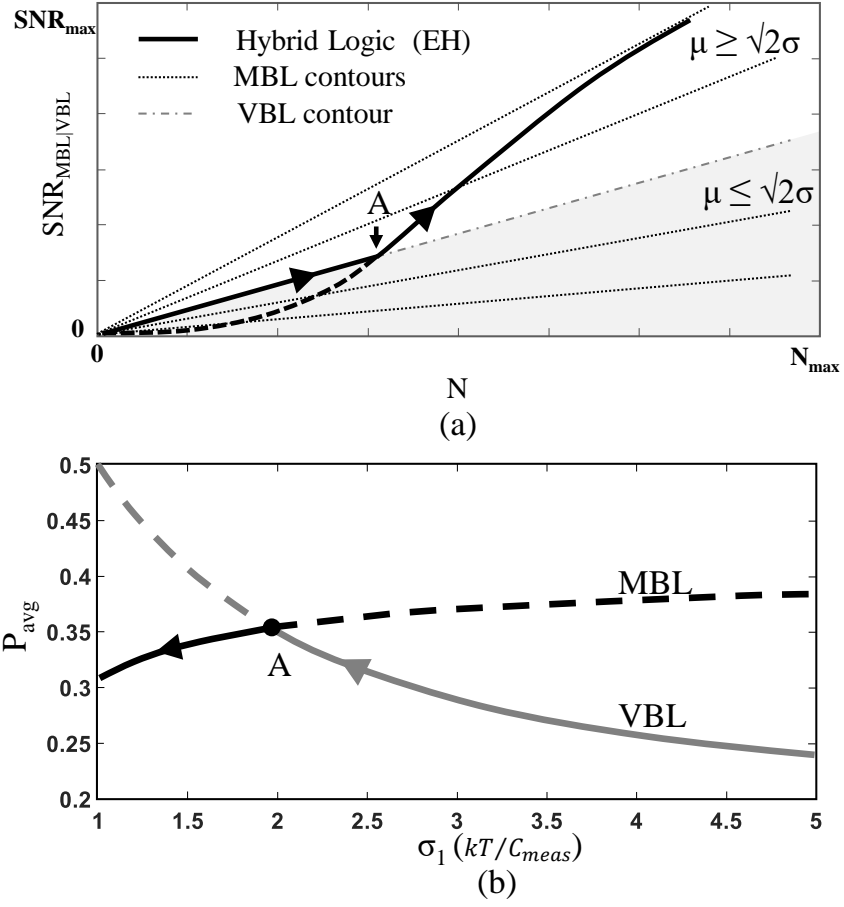 SNRmax
Hybrid Logic (EH)
MBL contours
VBL contour
μ ≥ √2σ
μ ≤ √2σ
A
SNRMBL|VBL
0
0
Nmax
N
(a)
0.5
0.45
0.4
0.35
0.3
0.25
0.2
Pavg
MBL
A
VBL
1 1.5 2 2.5 3 3.5 4 4.5 5
σ1 (kT/Cmeas)
(b)